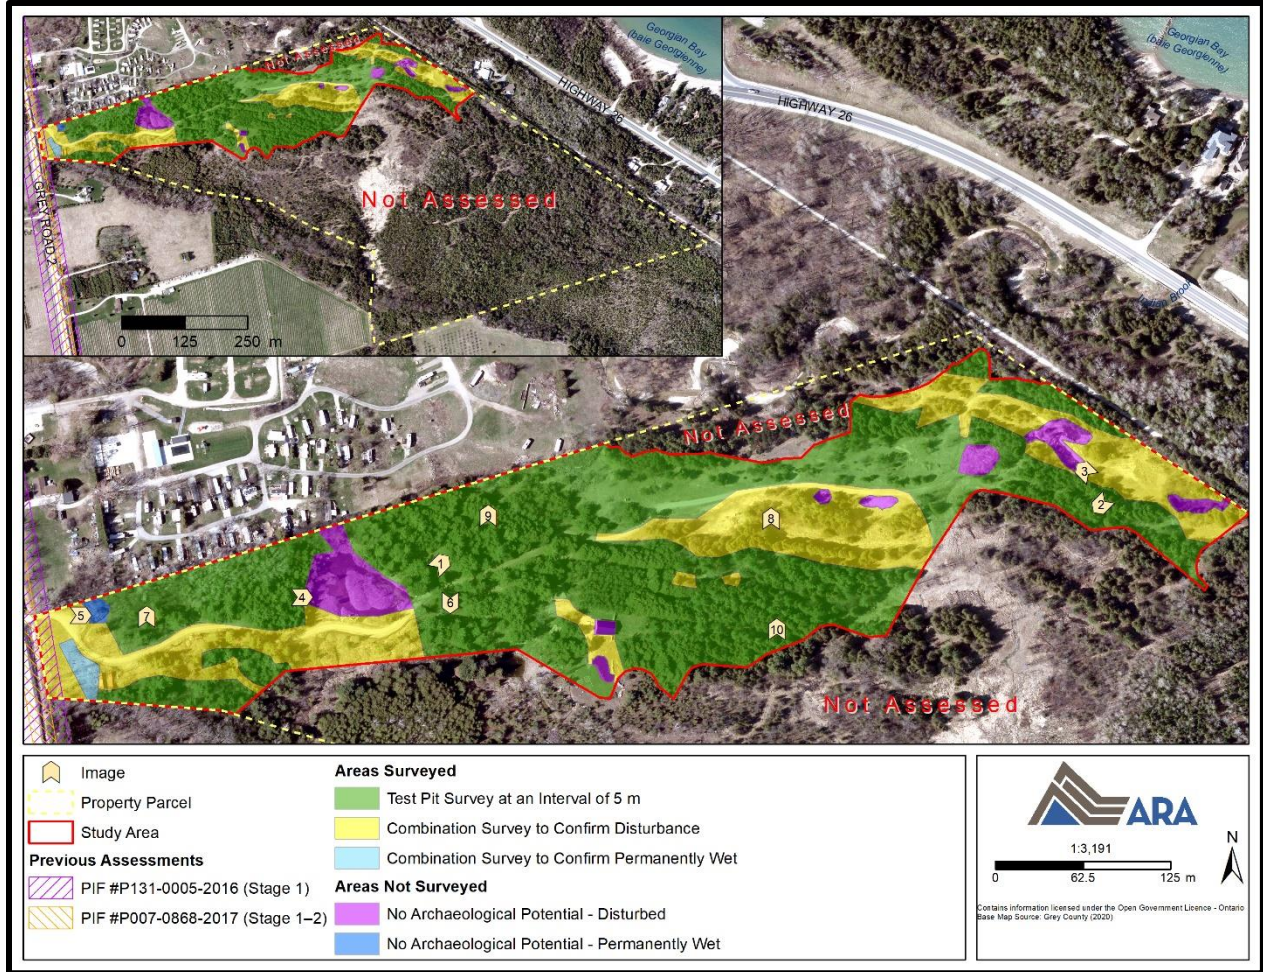 Georgian Bay
(baie Georgienne)
Georgian Bay
(baie Georgienne)
Not Assessed
HIGHWAY 26
HIGHWAY 26
Not Assessed
GREY ROAD 2
0 125 250 m
Indian Brook
Not Assessed
3
2
9
8
1
4
6
5
7
10
Not Assessed
Image
Property Parcel
Study Area
Previous Assessments
PIF #P131-0005-2016 (Stage 1)
PIF #P007-0868-2017 (Stage 1–2)
Areas Surveyed
Test Pit Survey at an Interval of 5 m
Combination Survey to Confirm Disturbance
Combination Survey to Confirm Permanently Wet
Areas Not Surveyed
No Archaeological Potential - Disturbed
No Archaeological Potential - Permanently Wet
ARA
N
1:3,191
0 62.5 125 m
Contains information licensed under the Open Government Licence - Ontario
Base Map Source: Grey County (2020)